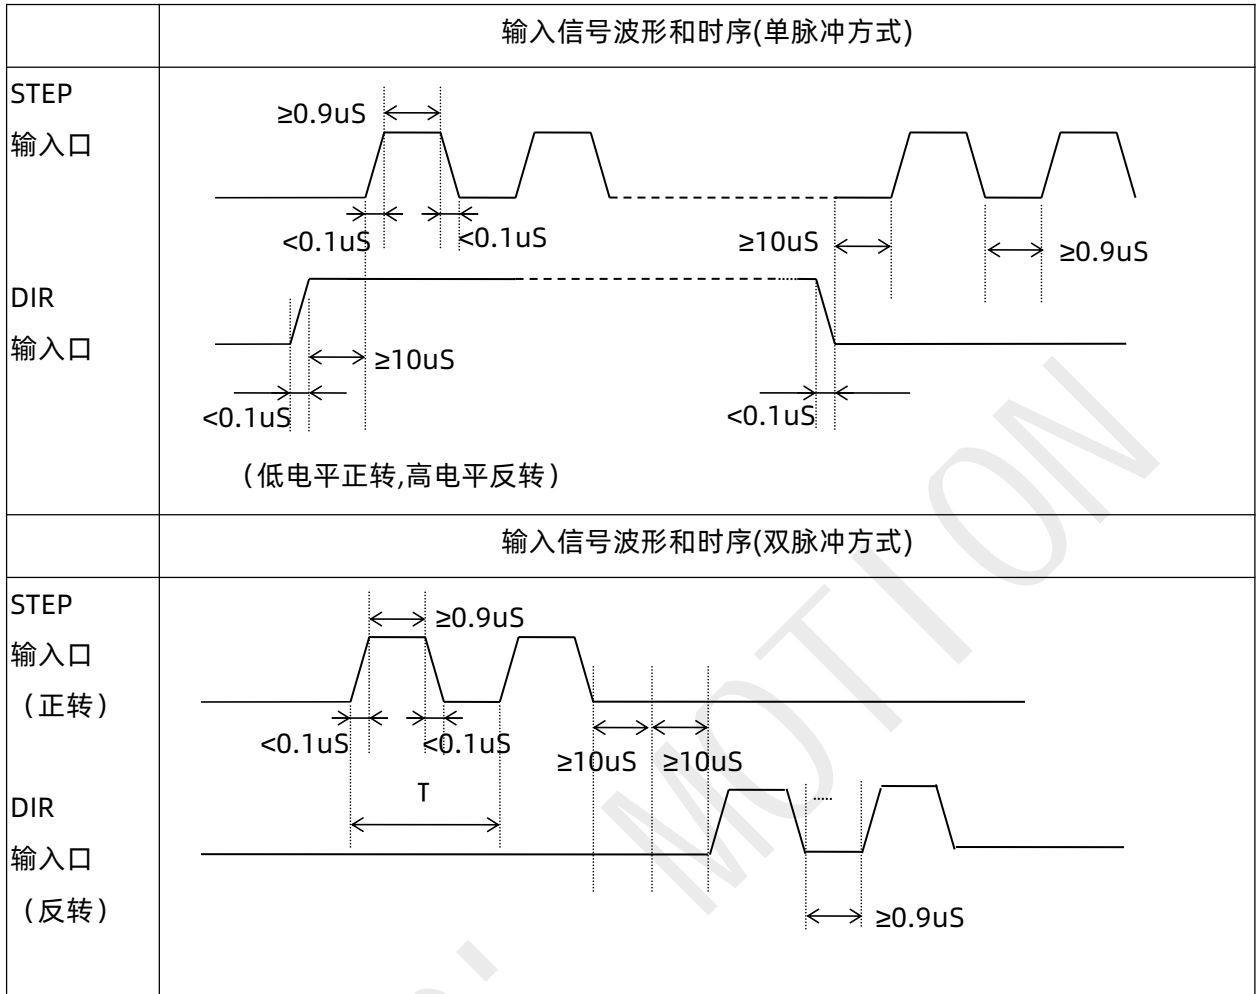 输入信号波形和时序(单脉冲方式)
STEP
输入口
≥0.9uS
<0.1uS
<0.1uS
≥10uS
≥0.9uS
DIR
输入口
≥10uS
<0.1uS
<0.1uS
（低电平正转,高电平反转）
输入信号波形和时序(双脉冲方式)
STEP
输入口
（正转）
≥0.9uS
<0.1uS
<0.1uS
≥10uS
≥10uS
T
DIR
输入口
（反转）
≥0.9uS
MOTION